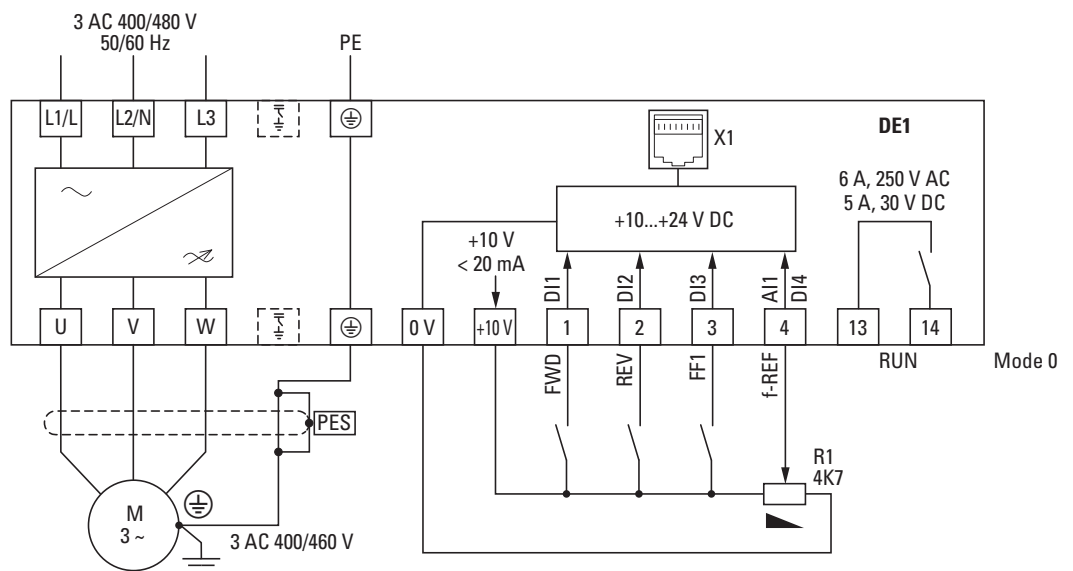 3 AC 400/480 V
50/60 Hz
PE
L1/L
L2/N
L3
DE1
X1
6 A, 250 V AC
5 A, 30 V DC
+10...+24 V DC
+10 V
< 20 mA
DI1
DI2
DI3
AI1
DI4
U
V
W
0 V
+10 V
1
2
3
4
13
14
RUN
Mode 0
FWD
REV
FF1
f-REF
PES
R1
4K7
M
3 ~
3 AC 400/460 V